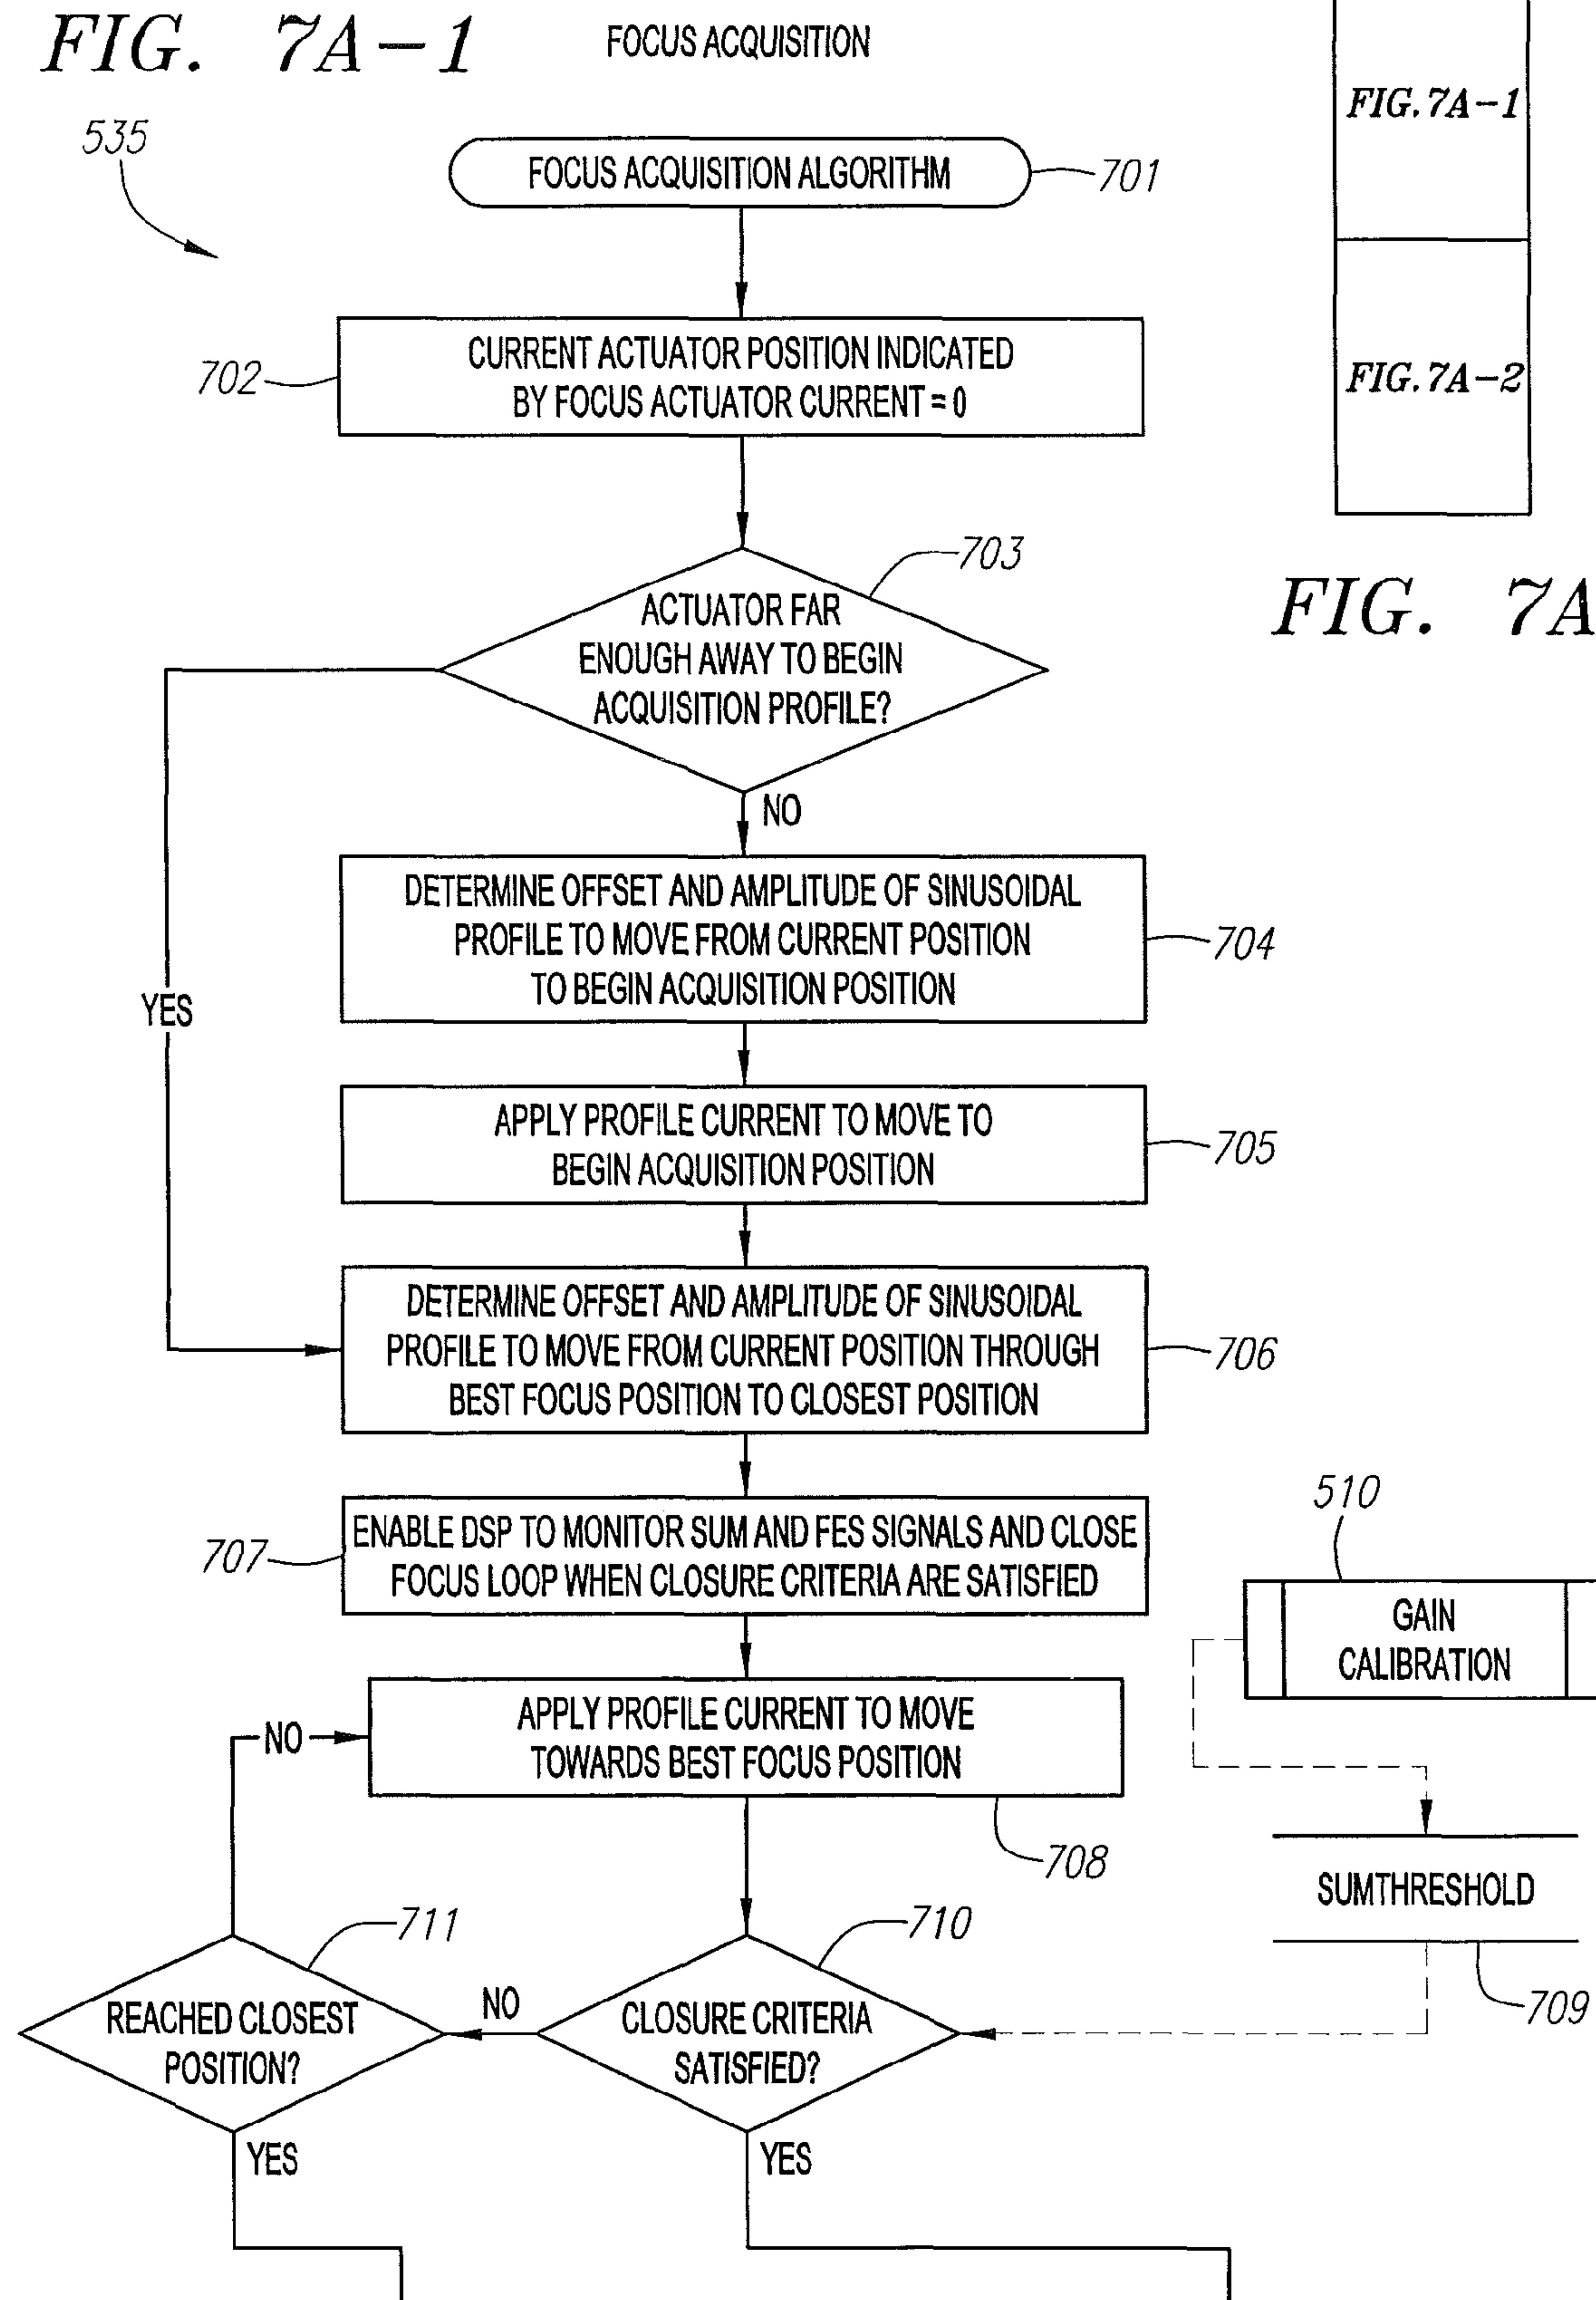 FIG. 7A-1
FOCUS ACQUISITION
FIG. 7A-1
535
FOCUS ACQUISITION ALGORITHM
701
CURRENT ACTUATOR POSITION INDICATED
BY FOCUS ACTUATOR CURRENT = 0
702
FIG. 7A-2
703
FIG. 7A
ACTUATOR FAR
ENOUGH AWAY TO BEGIN
ACQUISITION PROFILE?
NO
DETERMINE OFFSET AND AMPLITUDE OF SINUSOIDAL
PROFILE TO MOVE FROM CURRENT POSITION
TO BEGIN ACQUISITION POSITION
704
YES
APPLY PROFILE CURRENT TO MOVE TO
BEGIN ACQUISITION POSITION
705
DETERMINE OFFSET AND AMPLITUDE OF SINUSOIDAL
PROFILE TO MOVE FROM CURRENT POSITION THROUGH
BEST FOCUS POSITION TO CLOSEST POSITION
706
ENABLE DSP TO MONITOR SUM AND FES SIGNALS AND CLOSE
FOCUS LOOP WHEN CLOSURE CRITERIA ARE SATISFIED
707
510
GAIN
CALIBRATION
NO
APPLY PROFILE CURRENT TO MOVE
TOWARDS BEST FOCUS POSITION
708
SUMTHRESHOLD
709
711
710
REACHED CLOSEST
POSITION?
NO
CLOSURE CRITERIA
SATISFIED?
YES
YES